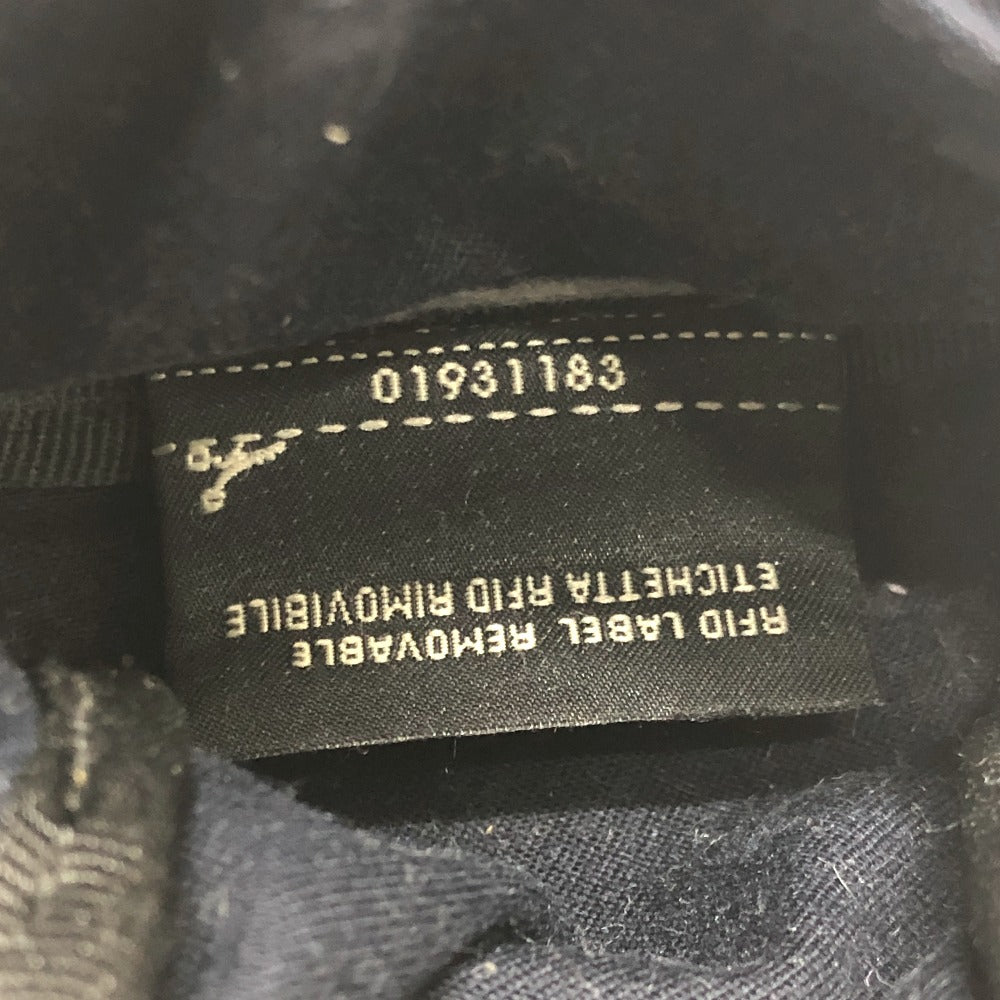 01931183
RFID LABEL REMOVABLE
ETICHETTA RFID RIMOVIBILE